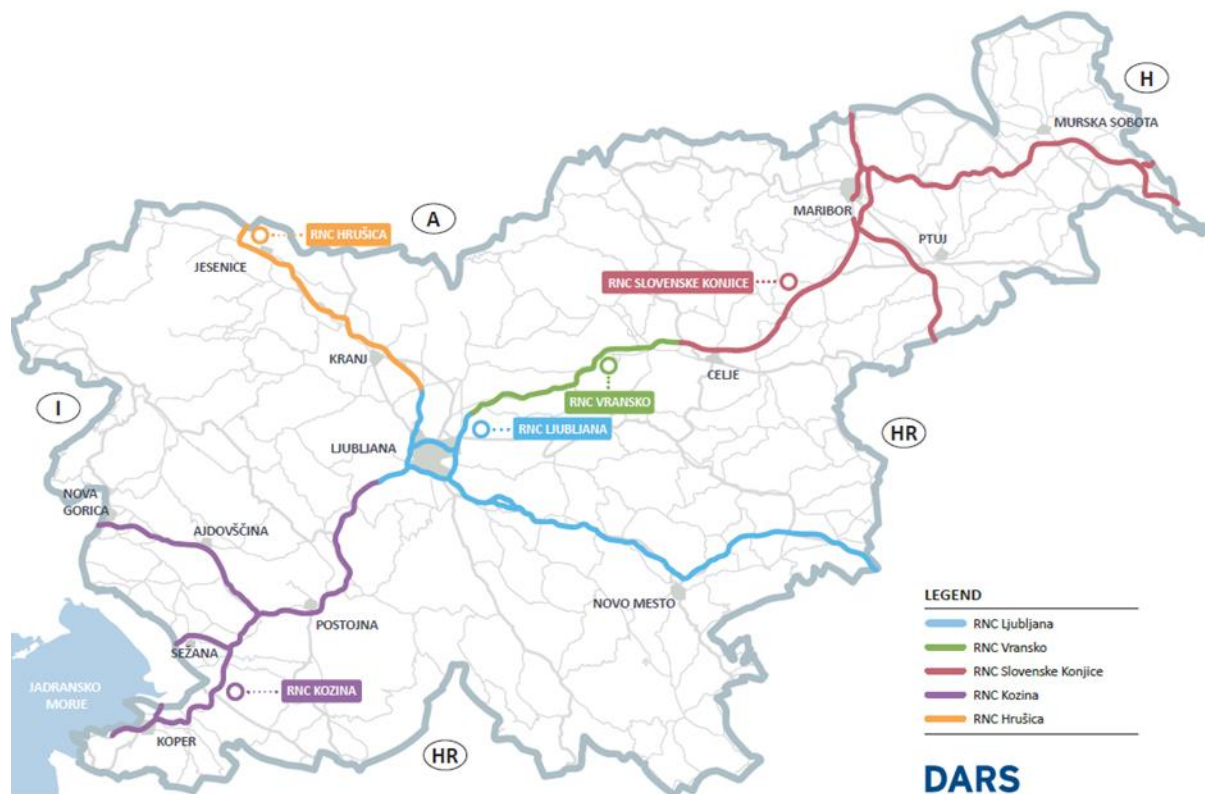 H
MURSKA SOBOTA
MARIBOR
PTUJ
A
RNC HRUŠICA
JESENICE
RNC SLOVENSKE KONJICE
KRANJ
CELJE
RNC VRANSKO
I
RNC LJUBLJANA
HR
LJUBLJANA
NOVA
GORICA
AJDOVŠČINA
NOVO MESTO
POSTOJNA
SEŽANA
RNC KOZINA
JADRANSKO
MORJE
KOPER
HR
LEGEND
RNC Ljubljana
RNC Vransko
RNC Slovenske Konjice
RNC Kozina
RNC Hrušica
DARS